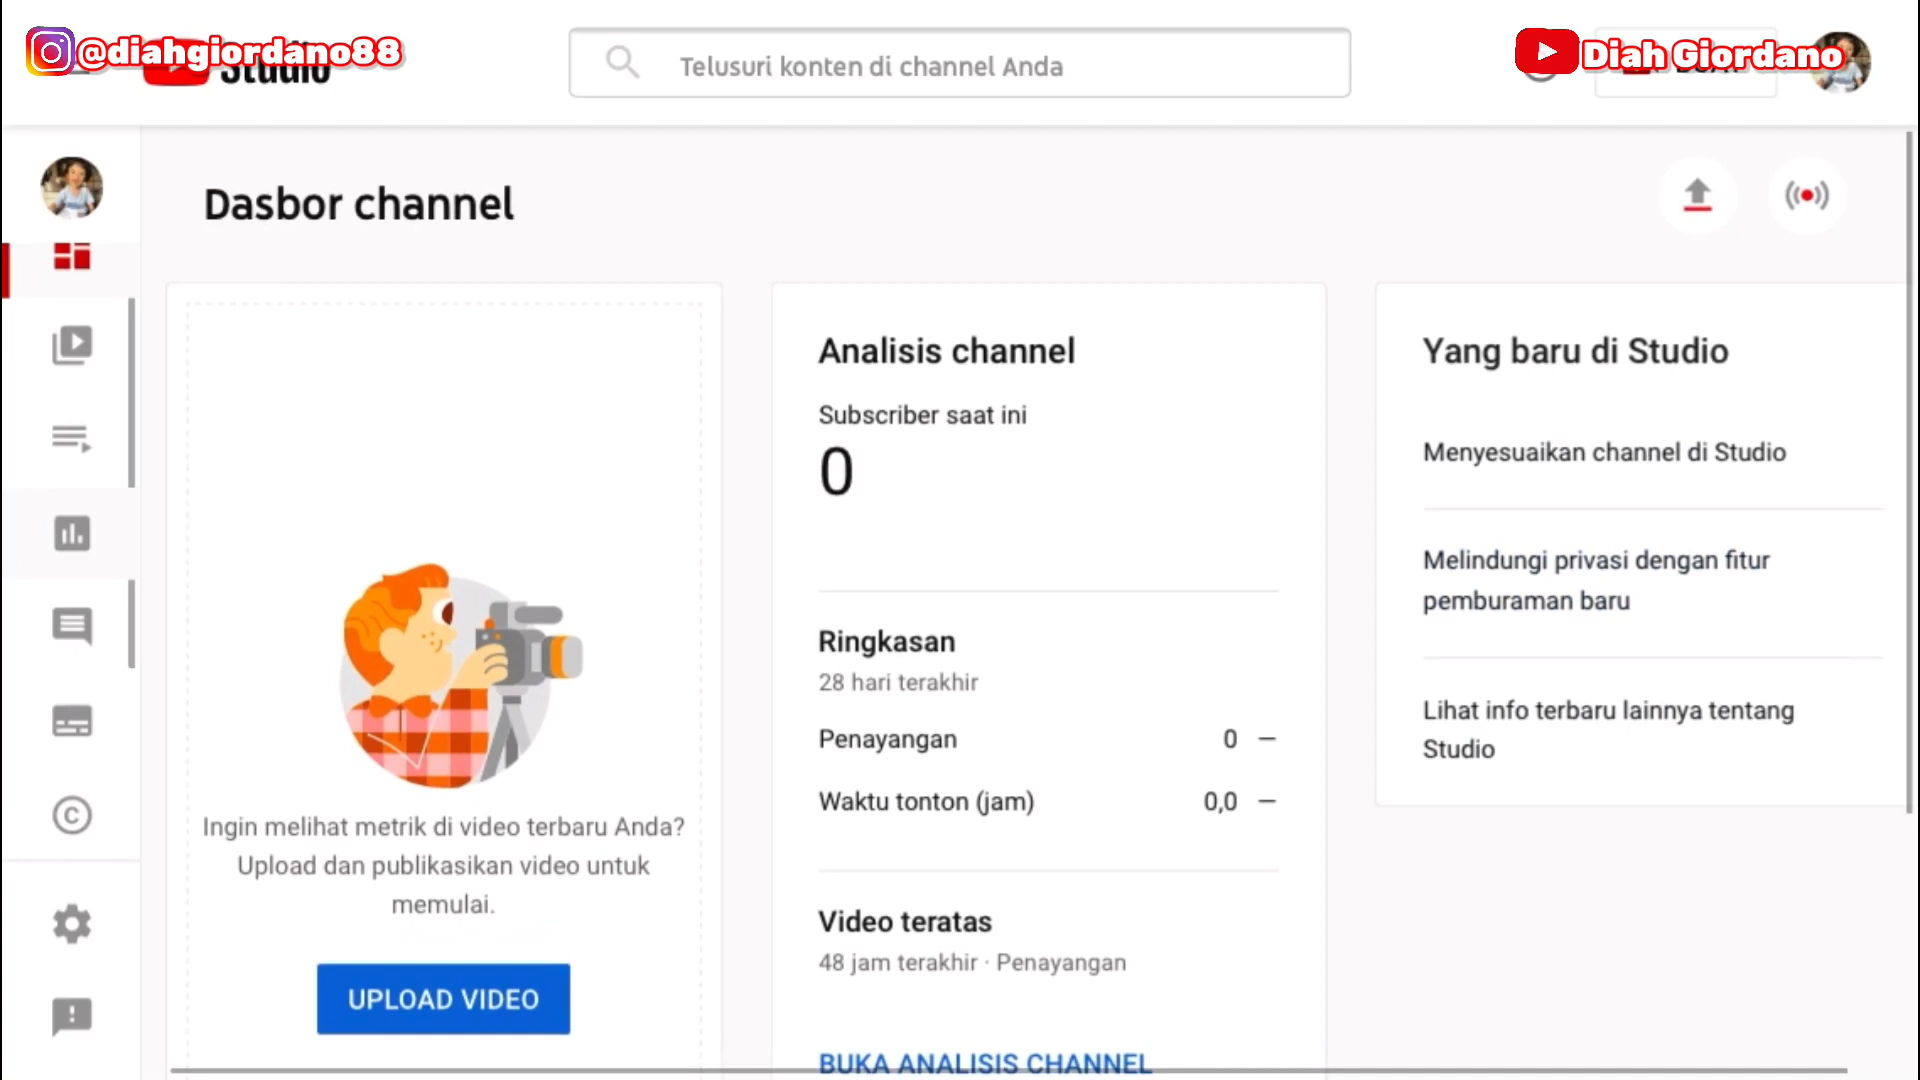 @diahgiordano88
Studio
Telusuri konten di channel Anda
Diah Giordano
Dasbor channel
Ingin melihat metrik di video terbaru Anda?
Upload dan publikasikan video untuk
memulai.
UPLOAD VIDEO
Analisis channel
Subscriber saat ini
0
Ringkasan
28 hari terakhir
Penayangan 0 —
Waktu tonton (jam) 0,0 —
Video teratas
48 jam terakhir · Penayangan
BUKA ANALISIS CHANNEL
Yang baru di Studio
Menyesuaikan channel di Studio
Melindungi privasi dengan fitur
pemburaman baru
Lihat info terbaru lainnya tentang
Studio